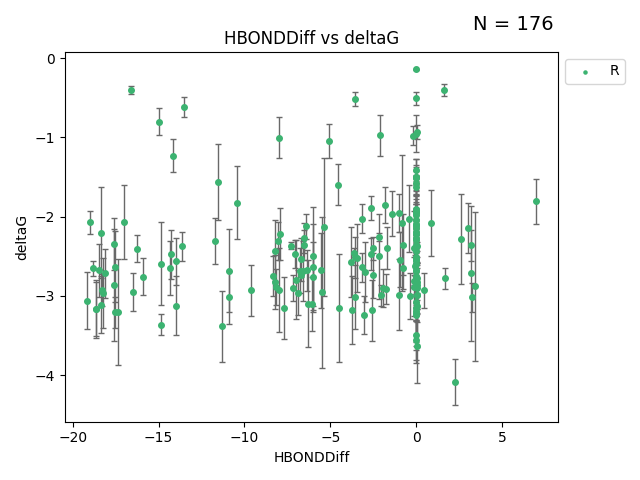 N = 176
HBONDDiff vs deltaG
R
deltaG
0
−1
−2
−3
−4
−20 −15 −10 −5 0 5
HBONDDiff